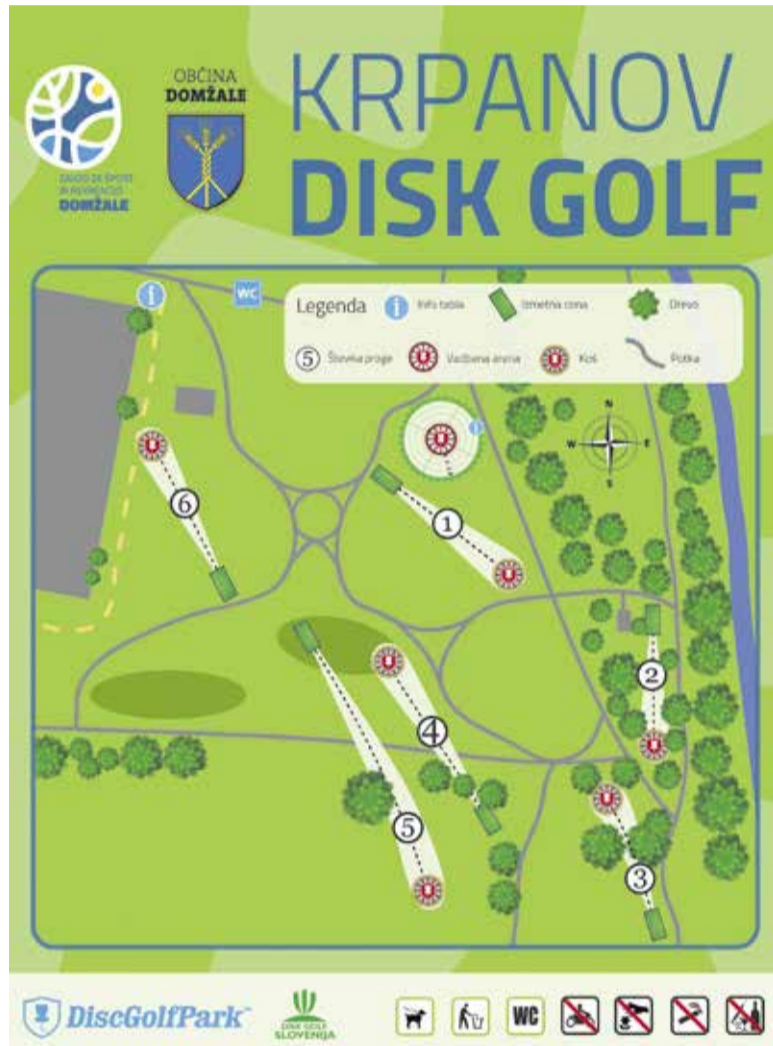 OBČINA
DOMŽALE
ZAVOD ZA ŠPORT
IN REKREACIJO
DOMŽALE
KRPANOV
DISK GOLF
WC
Legenda
Info tabla
Izmetna cona
Drevo
5
Številka proge
Vadbena arena
Koš
Potka
N
W
E
S
6
1
2
4
5
3
DiscGolfPark
DISK GOLF
SLOVENIJA
WC